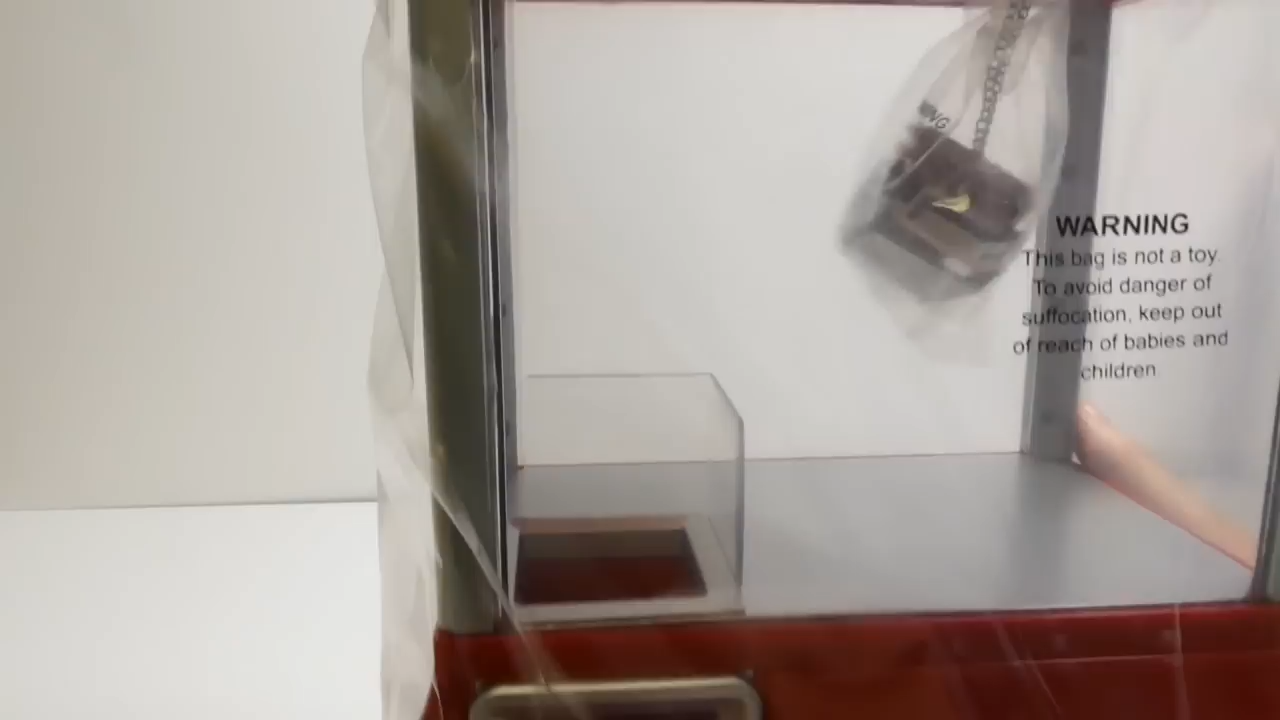 WARNING
This bag is not a toy.
To avoid danger of
suffocation, keep out
of reach of babies and
children